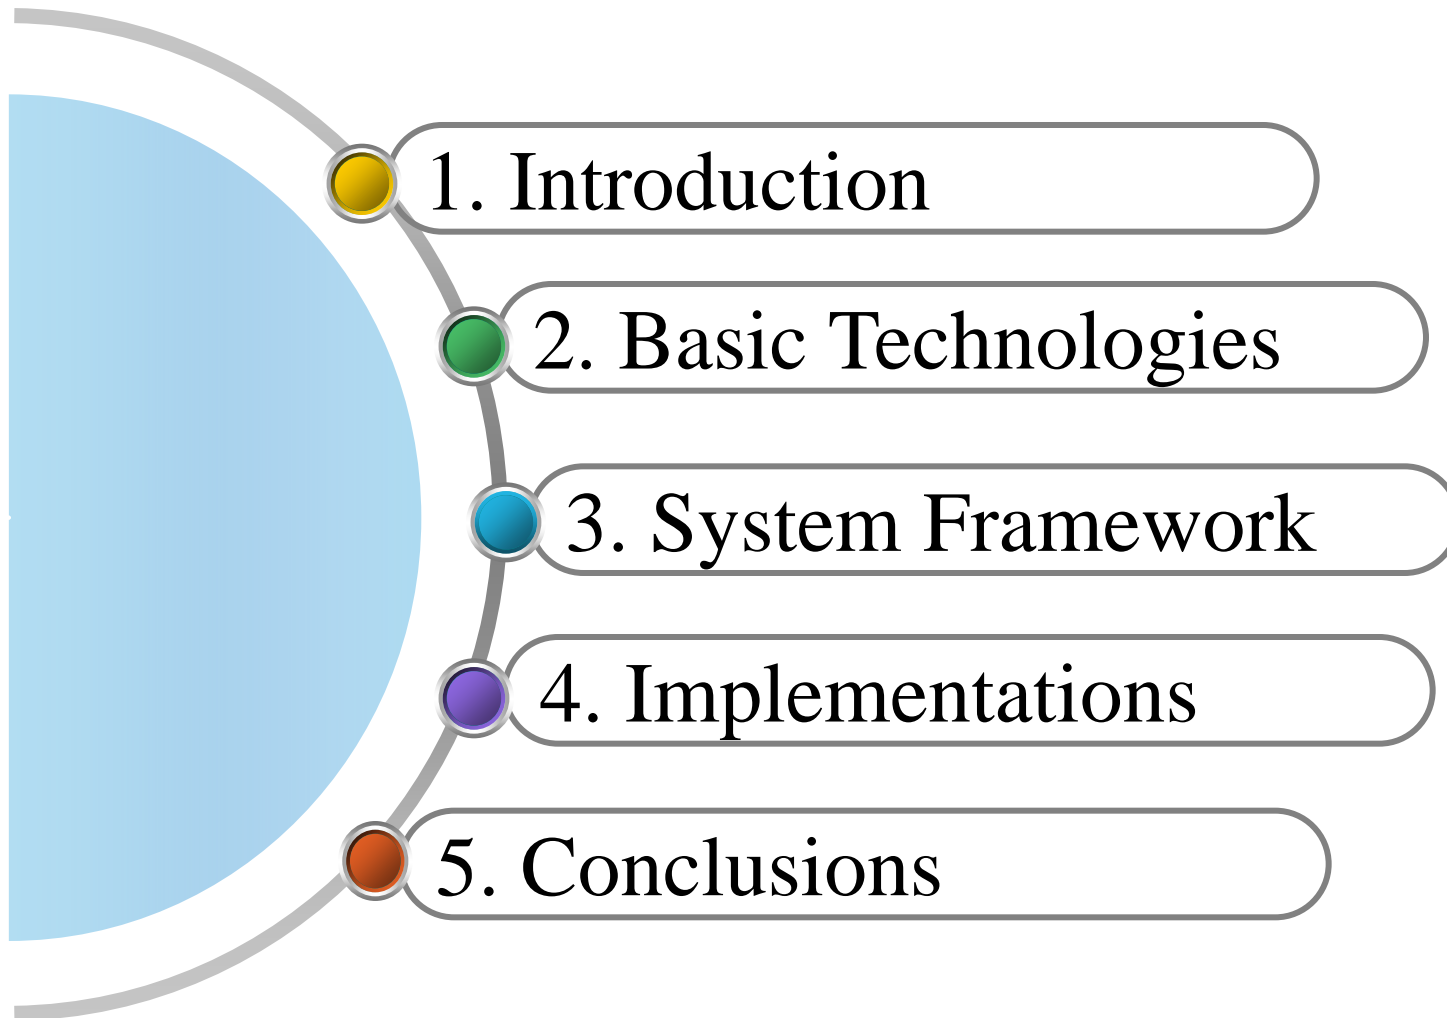 1. Introduction
2. Basic Technologies
3. System Framework
4. Implementations
5. Conclusions